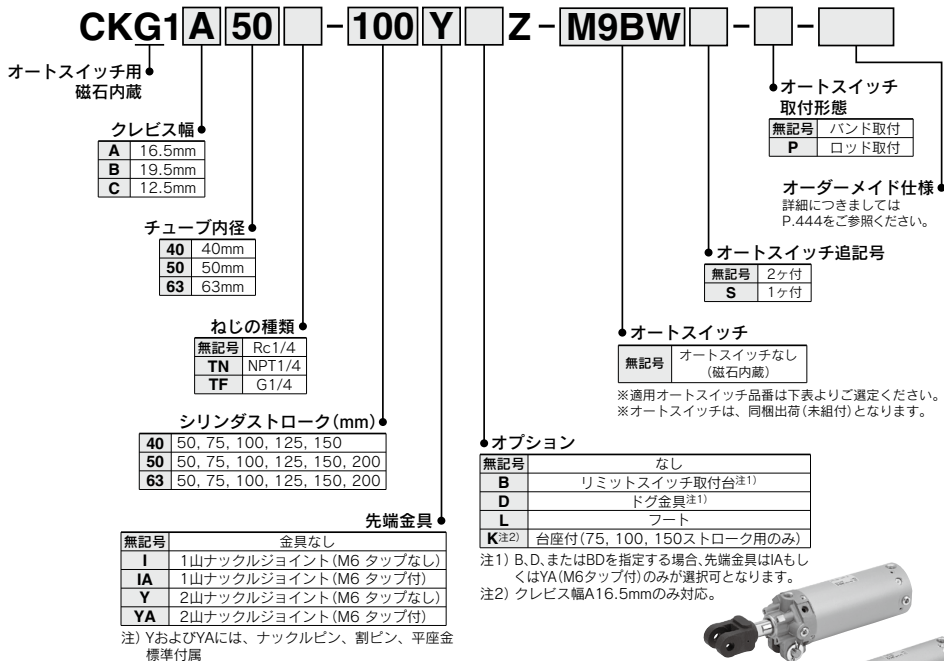 CKG1 A 50 - 100 Y Z - M9BW - -
オートスイッチ用
磁石内蔵
クレビス幅
A 16.5mm
B 19.5mm
C 12.5mm
チューブ内径
40 40mm
50 50mm
63 63mm
ねじの種類
無記号 Rc1/4
TN NPT1/4
TF G1/4
シリンダストローク(mm)
40 50, 75, 100, 125, 150
50 50, 75, 100, 125, 150, 200
63 50, 75, 100, 125, 150, 200
先端金具
無記号 金具なし
I 1山ナックルジョイント(M6 タップなし)
IA 1山ナックルジョイント(M6 タップ付)
Y 2山ナックルジョイント(M6 タップなし)
YA 2山ナックルジョイント(M6 タップ付)
注) YおよびYAには、ナックルピン、割ピン、平座金
標準付属
オートスイッチ
取付形態
無記号 バンド取付
P ロッド取付
オーダーメイド仕様
詳細につきましては
P.444をご参照ください。
オートスイッチ追記号
無記号 2ヶ付
S 1ヶ付
オートスイッチ
無記号 オートスイッチなし
(磁石内蔵)
※適用オートスイッチ品番は下表よりご選定ください。
※オートスイッチは、同梱出荷(未組付)となります。
オプション
無記号 なし
B リミットスイッチ取付台注1)
D ドグ金具注1)
L フート
K注2) 台座付(75, 100, 150ストローク用のみ)
注1) B、D、またはBDを指定する場合、先端金具はIAもし
くはYA(M6タップ付)のみが選択可となります。
注2) クレビス幅A16.5mmのみ対応。